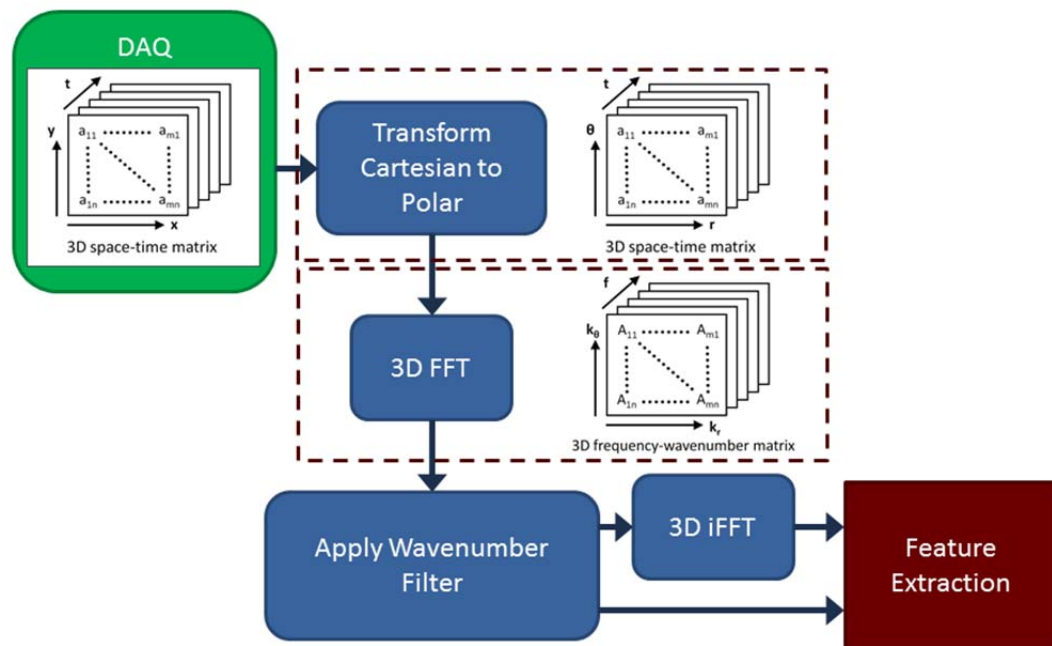 DAQ
t
y
a11 ........ am1
a1n ........ amn
x
3D space-time matrix
Transform
Cartesian to
Polar
t
θ
a11 ........ am1
a1n ........ amn
r
3D space-time matrix
3D FFT
f
kθ
A11 ........ Am1
A1n ........ Amn
kr
3D frequency-wavenumber matrix
Apply Wavenumber
Filter
3D iFFT
Feature
Extraction